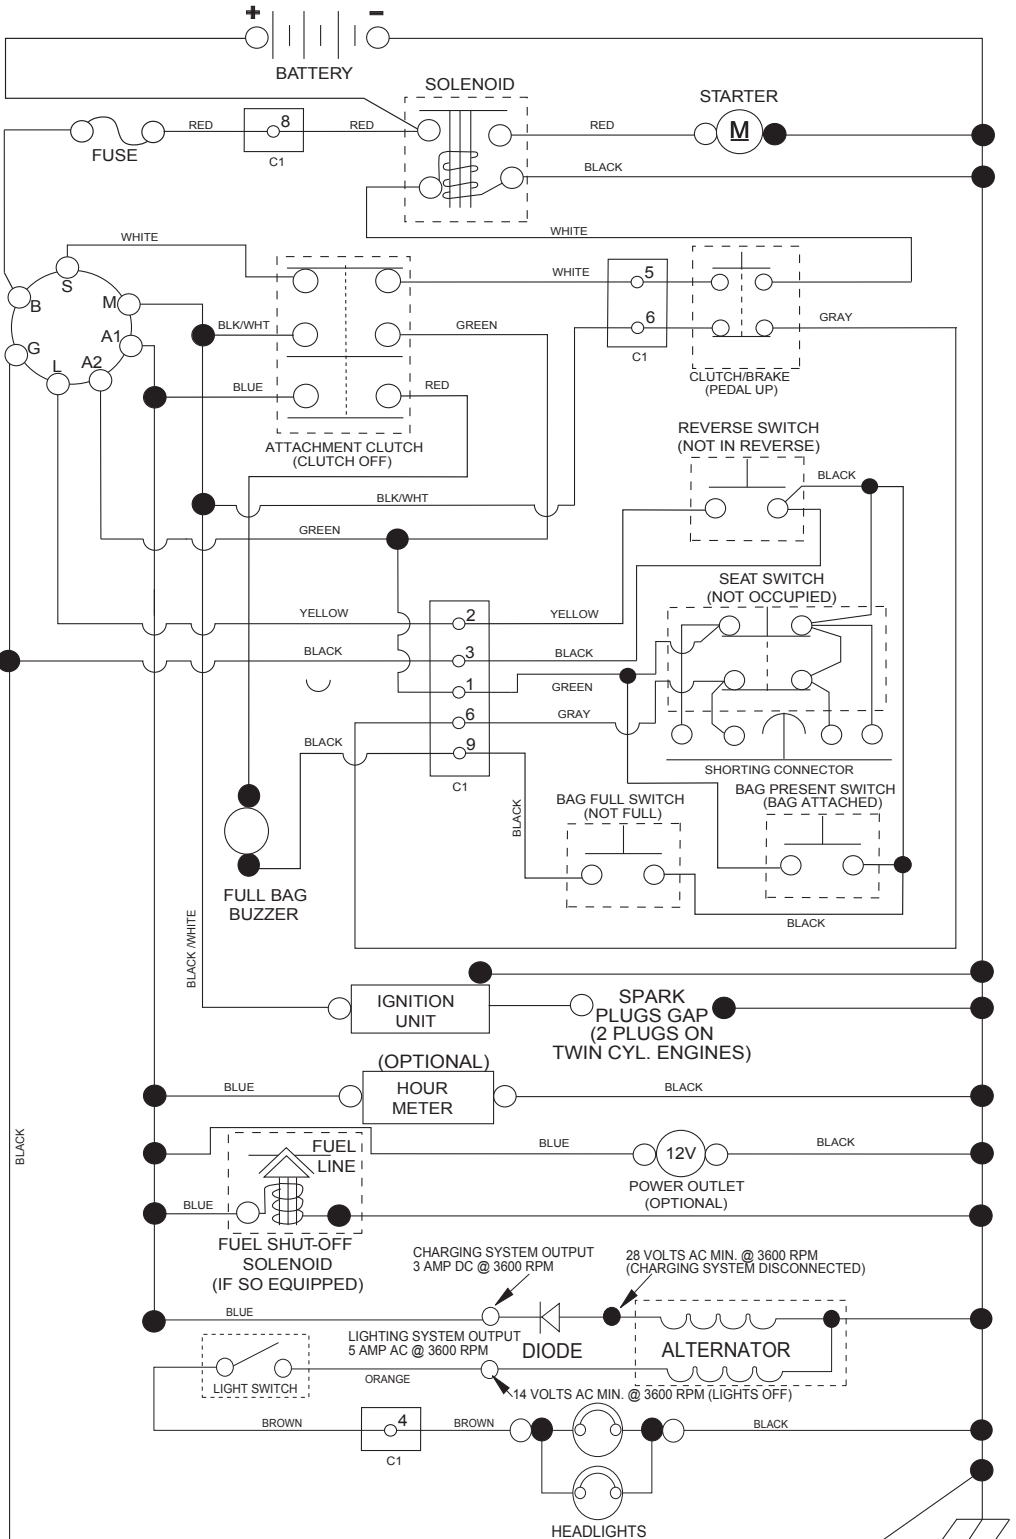 + −
BATTERY
SOLENOID
STARTER
RED
8
RED
RED
M
FUSE
C1
BLACK
WHITE
WHITE
S
B
M
A1
G
L
A2
WHITE
5
BLK/WHT
GREEN
6
GRAY
C1
BLUE
RED
CLUTCH/BRAKE
(PEDAL UP)
ATTACHMENT CLUTCH
(CLUTCH OFF)
REVERSE SWITCH
(NOT IN REVERSE)
BLACK
BLK/WHT
GREEN
SEAT SWITCH
(NOT OCCUPIED)
YELLOW
2
YELLOW
BLACK
3
BLACK
1
GREEN
6
GRAY
BLACK
9
C1
SHORTING CONNECTOR
BLACK
BAG FULL SWITCH
(NOT FULL)
BAG PRESENT SWITCH
(BAG ATTACHED)
FULL BAG
BUZZER
BLACK
BLACK /WHITE
IGNITION
UNIT
SPARK
PLUGS GAP
(2 PLUGS ON
TWIN CYL. ENGINES)
(OPTIONAL)
BLUE
HOUR
METER
BLACK
BLACK
FUEL
LINE
BLUE
12V
BLACK
POWER OUTLET
(OPTIONAL)
BLUE
FUEL SHUT-OFF
SOLENOID
(IF SO EQUIPPED)
CHARGING SYSTEM OUTPUT
3 AMP DC @ 3600 RPM
28 VOLTS AC MIN. @ 3600 RPM
(CHARGING SYSTEM DISCONNECTED)
BLUE
LIGHTING SYSTEM OUTPUT
5 AMP AC @ 3600 RPM
DIODE
ALTERNATOR
LIGHT SWITCH
ORANGE
14 VOLTS AC MIN. @ 3600 RPM (LIGHTS OFF)
BROWN
4
BROWN
BLACK
C1
HEADLIGHTS